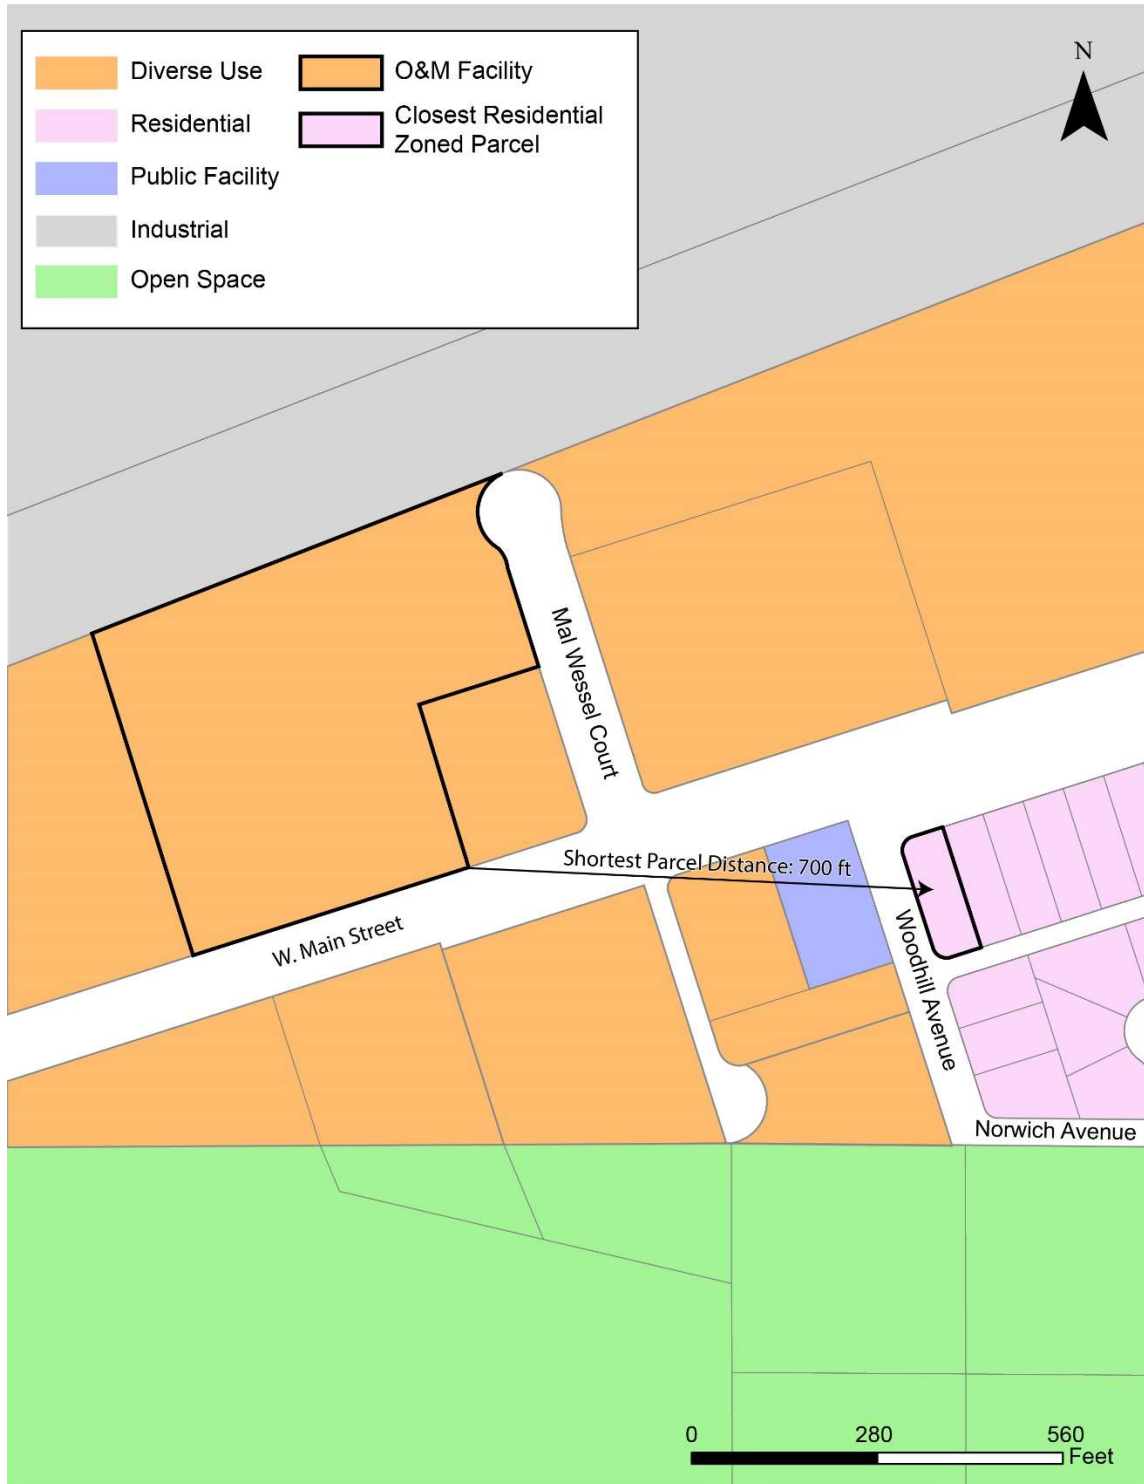 Diverse Use
Residential
Public Facility
Industrial
Open Space
O&M Facility
Closest Residential
Zoned Parcel
N
Mal Wessel Court
Shortest Parcel Distance: 700 ft
W. Main Street
Woodhill Avenue
Norwich Avenue
0 280 560
Feet